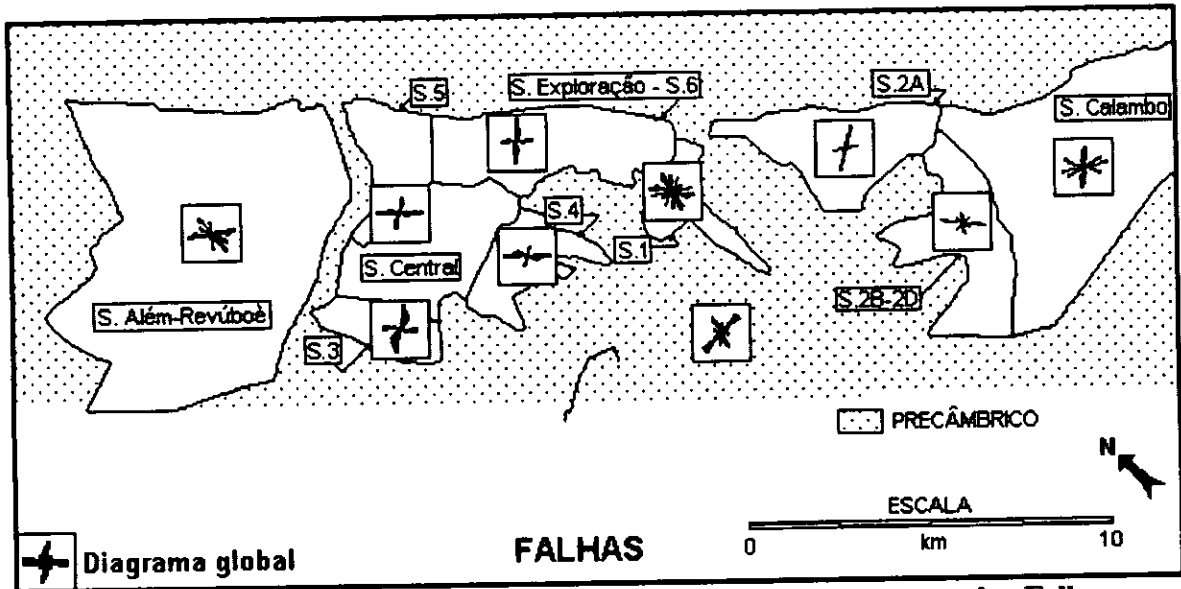 S.5
S. Exploração - S.6
S.2A
S. Calambo
S.4
S.1
S. Central
S. Além-Revúboè
S.2B-2D
S.3
PRECÂMBRICO
N
ESCALA
0 km 10
FALHAS
Diagrama global